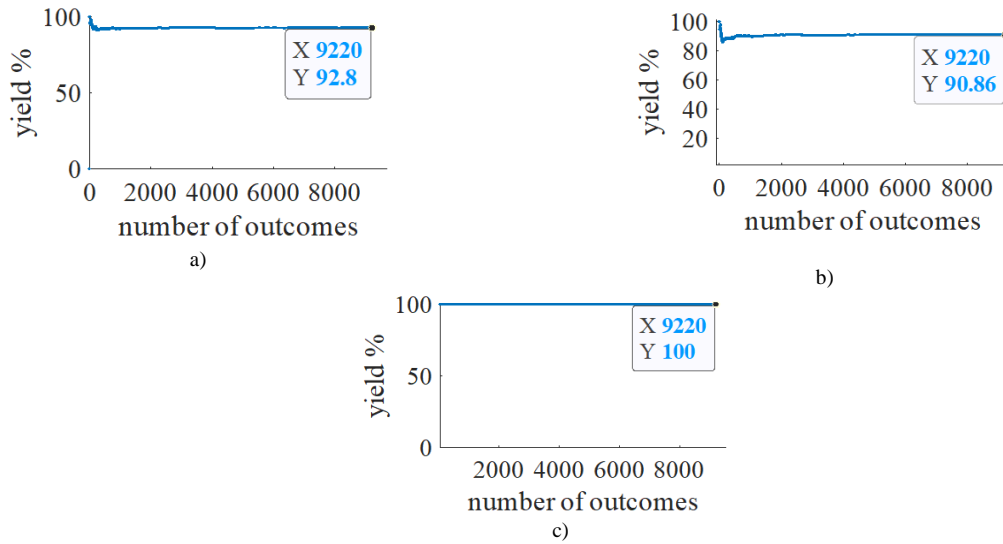 100
50
0
yield %
X 9220
Y 92.8
0 2000 4000 6000 8000
number of outcomes
a)
100
80
60
40
20
yield %
X 9220
Y 90.86
0 2000 4000 6000 8000
number of outcomes
b)
100
50
0
yield %
X 9220
Y 100
2000 4000 6000 8000
number of outcomes
c)